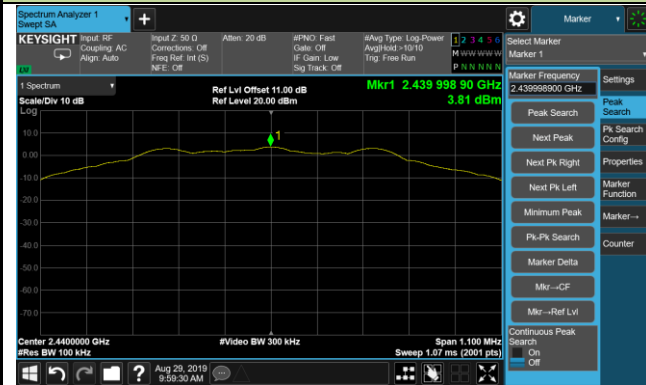 Spectrum Analyzer 1
Swept SA
+
Marker
KEYSIGHT
Input: RF
Coupling: AC
Align: Auto
Input Z: 50 Ω
Corrections: Off
Freq Ref: Int (S)
NFE: Off
Atten: 20 dB
#PNO: Fast
Gate: Off
IF Gain: Low
Sig Track: Off
#Avg Type: Log-Power
Avg|Hold:>10/10
Trig: Free Run
1 2 3 4 5 6
M W W W W W
P N N N N N
Select Marker
Marker 1
1 Spectrum
Scale/Div 10 dB
Log
Ref Lvl Offset 11.00 dB
Ref Level 20.00 dBm
Mkr1 2.439 998 90 GHz
3.81 dBm
Marker Frequency
2.439998900 GHz
Settings
Peak Search
Peak
Search
Next Peak
Pk Search
Config
Next Pk Right
Properties
Next Pk Left
Marker
Function
Minimum Peak
Marker→
Pk-Pk Search
Counter
Marker Delta
Mkr→CF
Mkr→Ref Lvl
Continuous Peak
Search
On
Off
1
10.0
0.00
-10.0
-20.0
-30.0
-40.0
-50.0
-60.0
-70.0
Center 2.4400000 GHz
#Res BW 100 kHz
#Video BW 300 kHz
Span 1.100 MHz
Sweep 1.07 ms (2001 pts)
?
Aug 29, 2019
9:59:30 AM